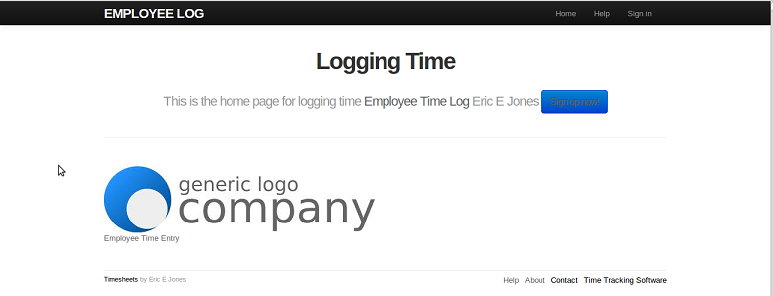 EMPLOYEE LOG Home Help Sign in
Logging Time
This is the home page for logging time Employee Time Log Eric E Jones Sign up now!
generic logo
company
Employee Time Entry
Timesheets by Eric E Jones Help About Contact Time Tracking Software